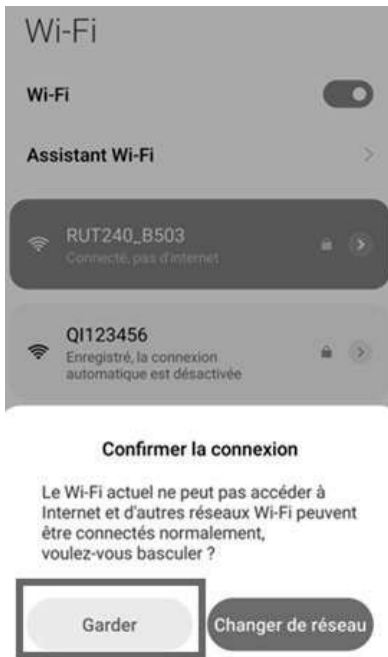 Wi-Fi
Wi-Fi
Assistant Wi-Fi
RUT240_B503
Connecté, pas d'internet
QI123456
Enregistré, la connexion
automatique est désactivée
Confirmer la connexion
Le Wi-Fi actuel ne peut pas accéder à
Internet et d'autres réseaux Wi-Fi peuvent
être connectés normalement,
voulez-vous basculer ?
Garder
Changer de réseau